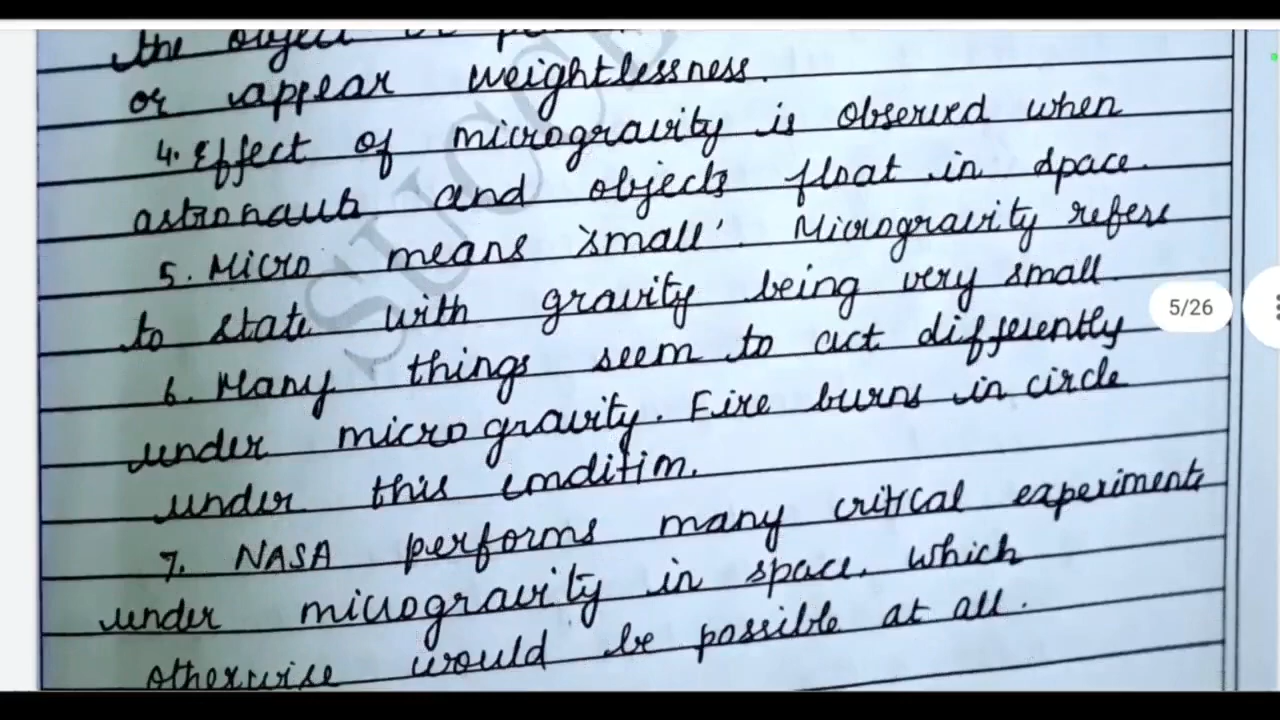 the object
or appear weightlessness.
4. Effect of microgravity is observed when
astronauts and objects float in space.
5. Micro means 'small'. Microgravity refers
to state with gravity being very small
6. Many things seem to act differently
under microgravity. Fire burns in circle
under this condition.
7. NASA performs many critical experiments
under microgravity in space. which
otherwise would be possible at all.
5/26